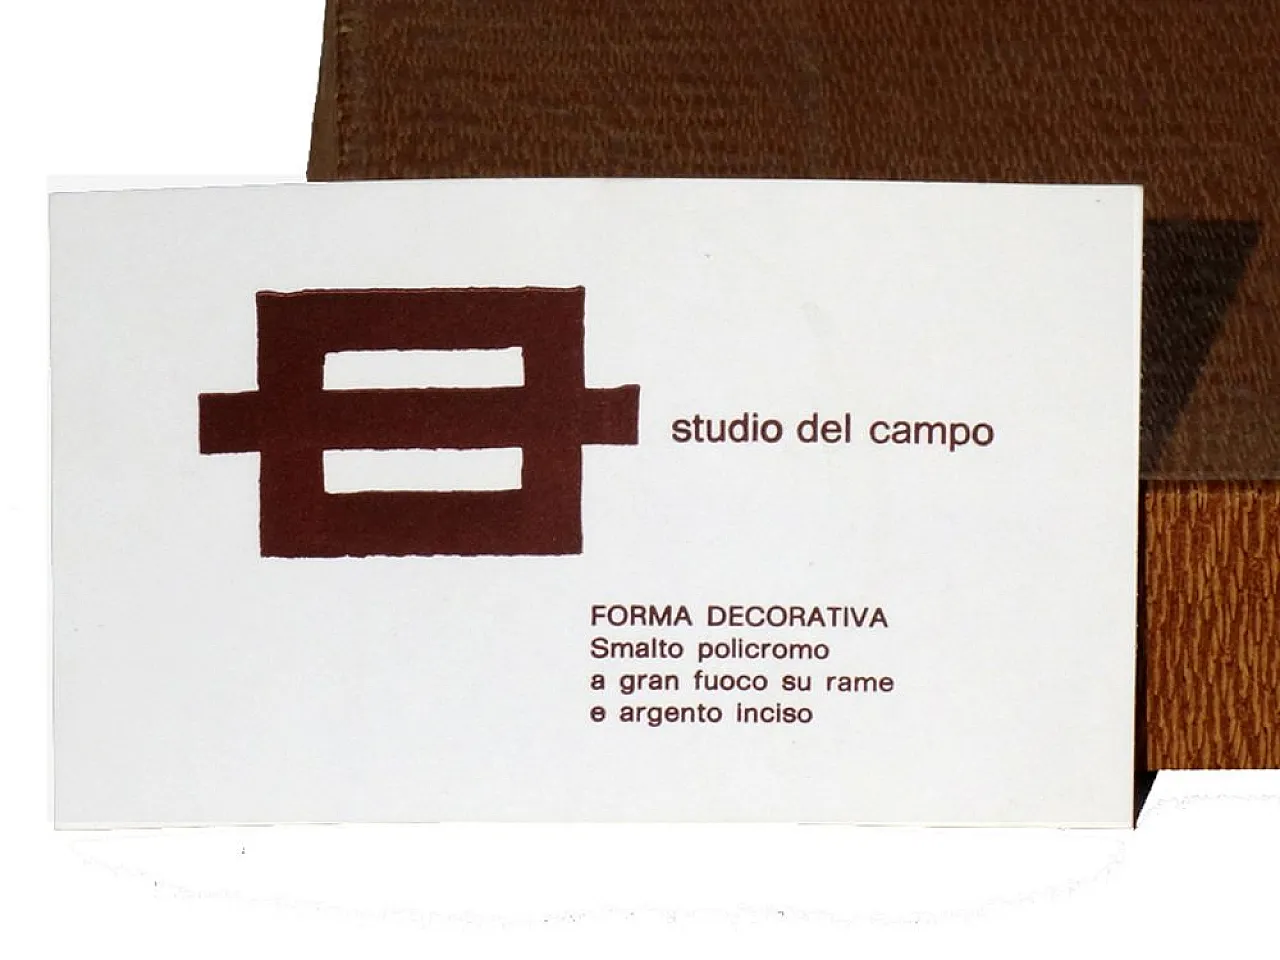 studio del campo
FORMA DECORATIVA
Smalto policromo
a gran fuoco su rame
e argento inciso